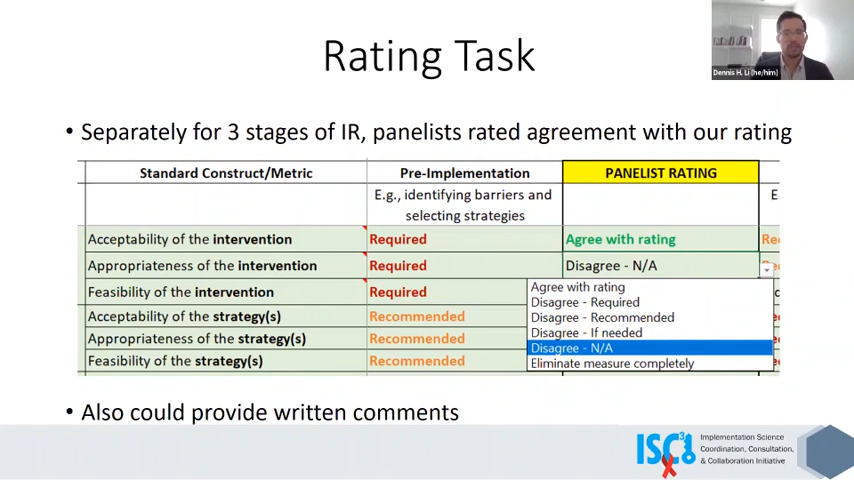 Dennis H. Li (he/him)
Rating Task
• Separately for 3 stages of IR, panelists rated agreement with our rating
Standard Construct/Metric Pre-Implementation PANELIST RATING
E.g., identifying barriers and E.
selecting strategies
Acceptability of the intervention Required Agree with rating Rec
Appropriateness of the intervention Required Disagree - N/A
Feasibility of the intervention Required
Acceptability of the strategy(s) Recommended
Appropriateness of the strategy(s) Recommended
Feasibility of the strategy(s) Recommended
Agree with rating
Disagree - Required
Disagree - Recommended
Disagree - If needed
Disagree - N/A
Eliminate measure completely
• Also could provide written comments
ISC3I
Implementation Science
Coordination, Consultation,
& Collaboration Initiative